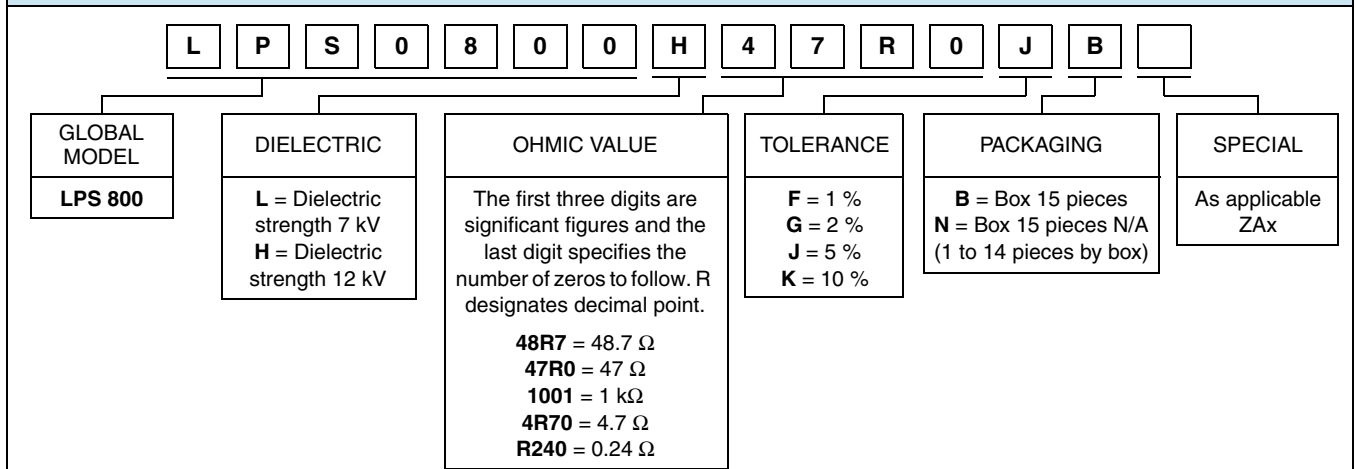 L P S 0 8 0 0 H 4 7 R 0 J B
GLOBAL
MODEL
LPS 800
DIELECTRIC
L = Dielectric
strength 7 kV
H = Dielectric
strength 12 kV
OHMIC VALUE
The first three digits are
significant figures and the
last digit specifies the
number of zeros to follow. R
designates decimal point.
48R7 = 48.7 Ω
47R0 = 47 Ω
1001 = 1 kΩ
4R70 = 4.7 Ω
R240 = 0.24 Ω
TOLERANCE
F = 1 %
G = 2 %
J = 5 %
K = 10 %
PACKAGING
B = Box 15 pieces
N = Box 15 pieces N/A
(1 to 14 pieces by box)
SPECIAL
As applicable
ZAx